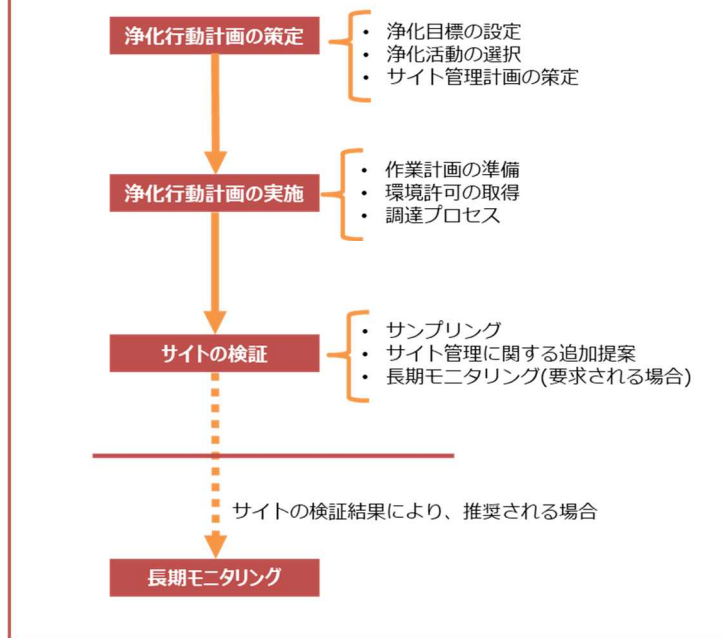 浄化行動計画の策定
• 浄化目標の設定
• 浄化活動の選択
• サイト管理計画の策定
浄化行動計画の実施
• 作業計画の準備
• 環境許可の取得
• 調達プロセス
サイトの検証
• サンプリング
• サイト管理に関する追加提案
• 長期モニタリング(要求される場合)
サイトの検証結果により、推奨される場合
長期モニタリング